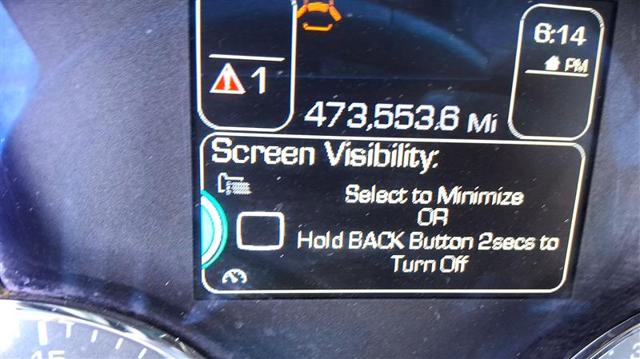 6:14
PM
1
473,553.6 Mi
Screen Visibility:
Select to Minimize
OR
Hold BACK Button 2secs to
Turn Off
15